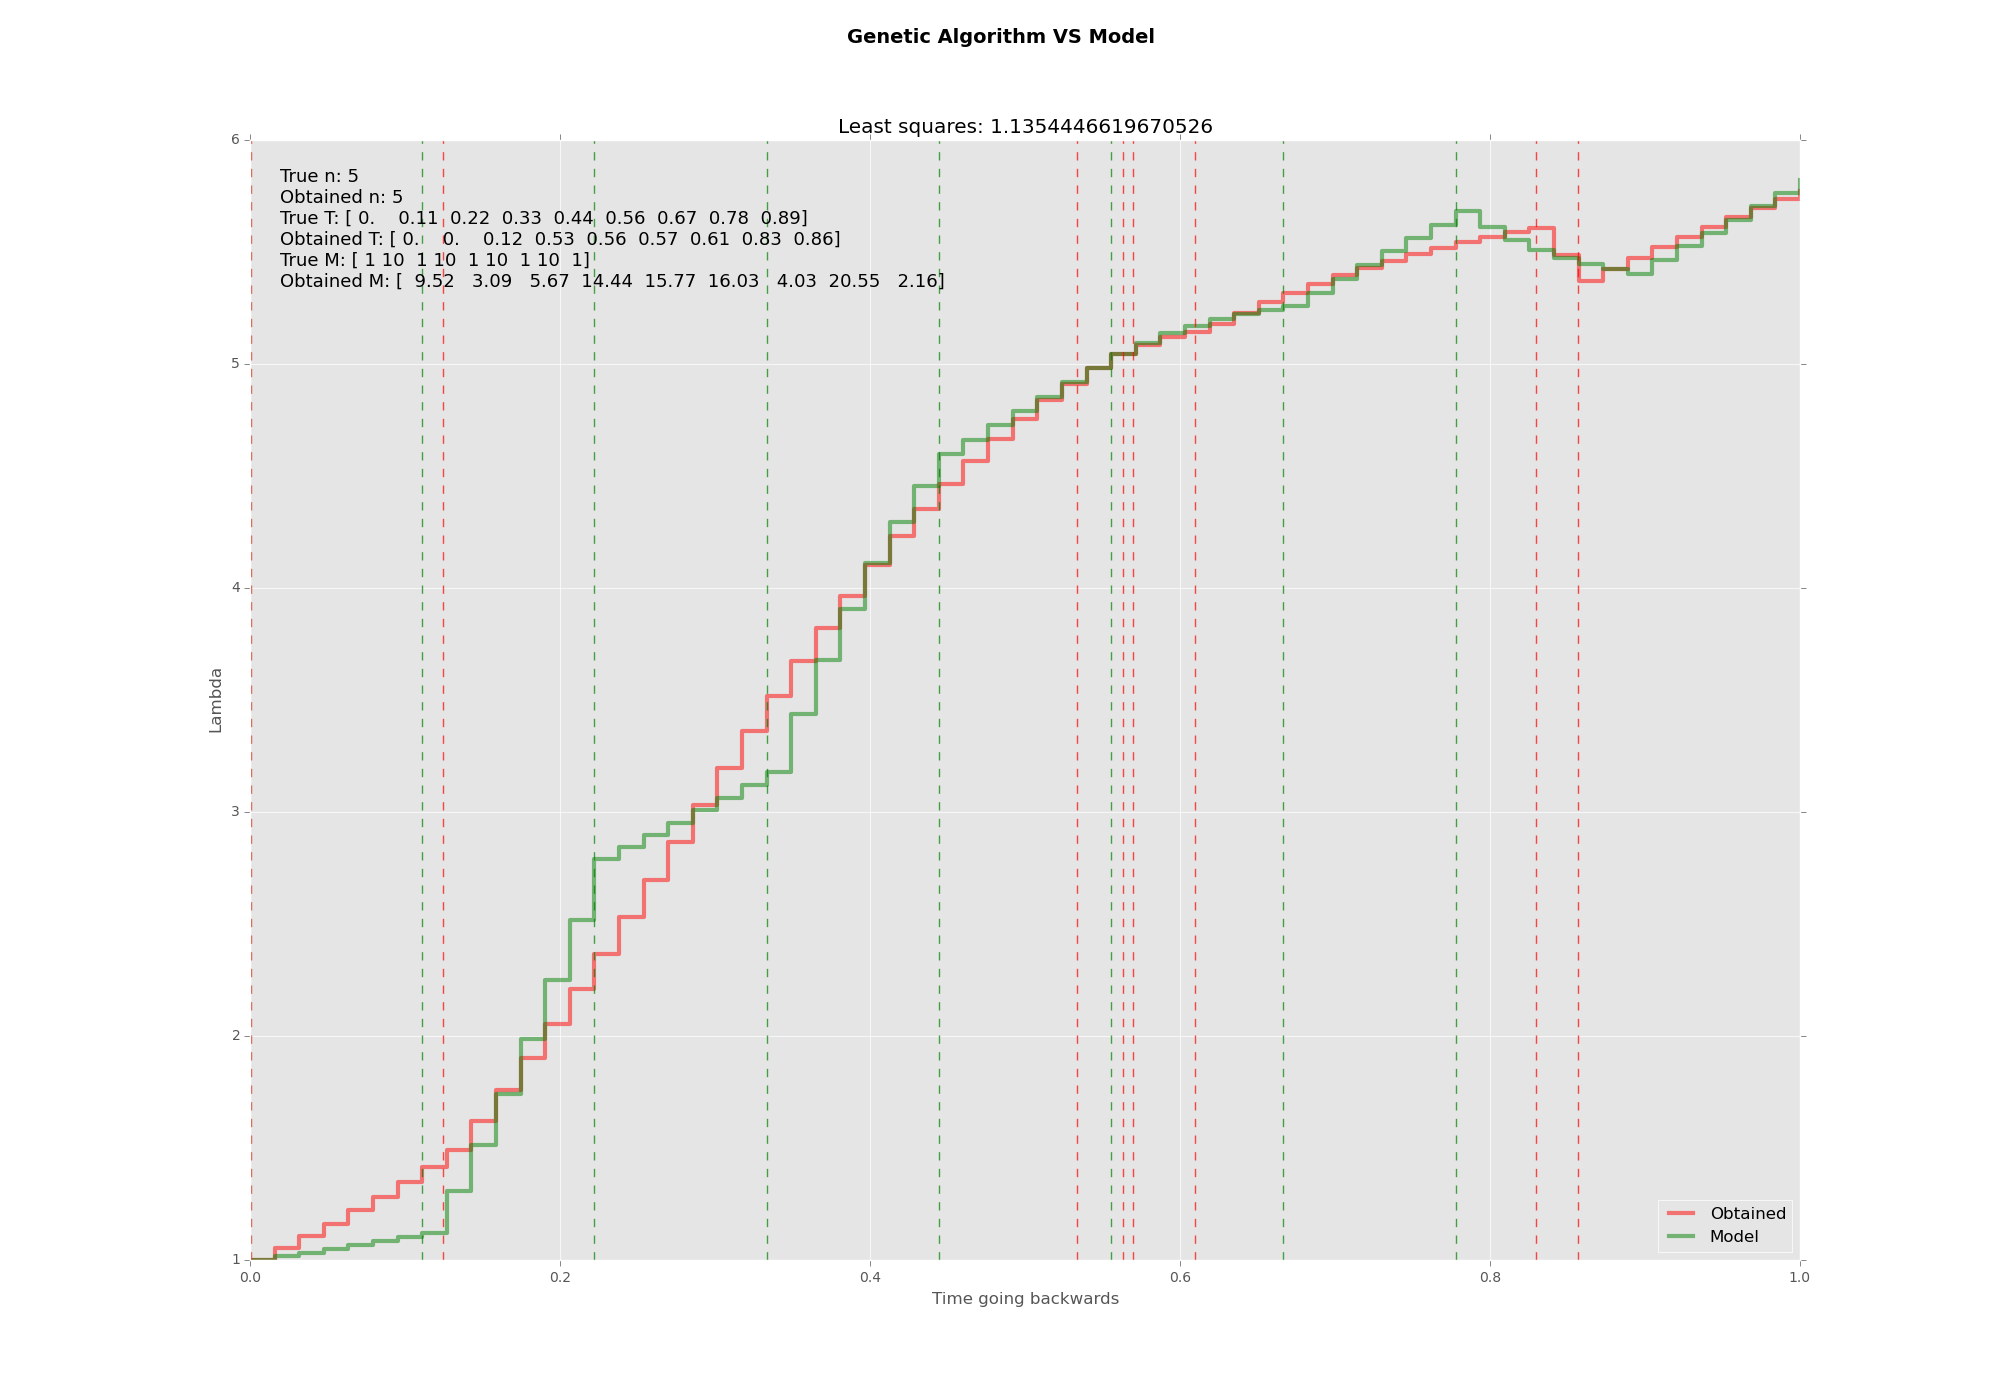 Genetic Algorithm VS Model
Least squares: 1.1354446619670526
True n: 5
Obtained n: 5
True T: [ 0.    0.11  0.22  0.33  0.44  0.56  0.67  0.78  0.89]
Obtained T: [ 0.    0.    0.12  0.53  0.56  0.57  0.61  0.83  0.86]
True M: [ 1 10  1 10  1 10  1 10  1]
Obtained M: [  9.52   3.09   5.67  14.44  15.77  16.03   4.03  20.55   2.16]
6
5
4
3
2
1
Lambda
0.0 0.2 0.4 0.6 0.8 1.0
Time going backwards
Obtained
Model